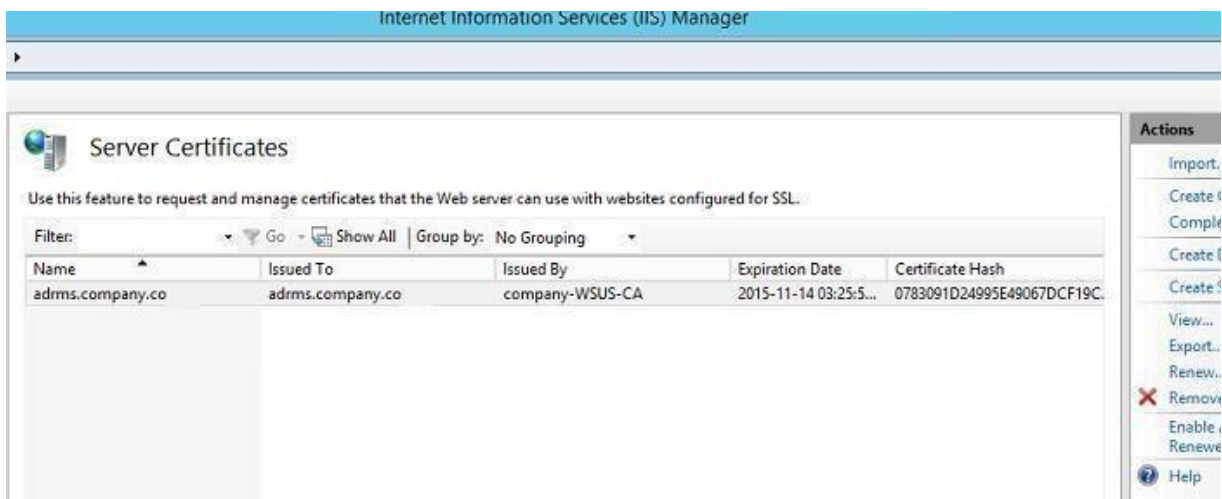 Internet Information Services (IIS) Manager
Server Certificates
Use this feature to request and manage certificates that the Web server can use with websites configured for SSL.
Filter: Go Show All Group by: No Grouping
Name Issued To Issued By Expiration Date Certificate Hash
adrms.company.co adrms.company.co company-WSUS-CA 2015-11-14 03:25:5... 0783091D24995E49067DCF19C.
Actions
Import.
Create
Comple
Create
Create
View...
Export..
Renew..
Remove
Enable
Renewe
Help